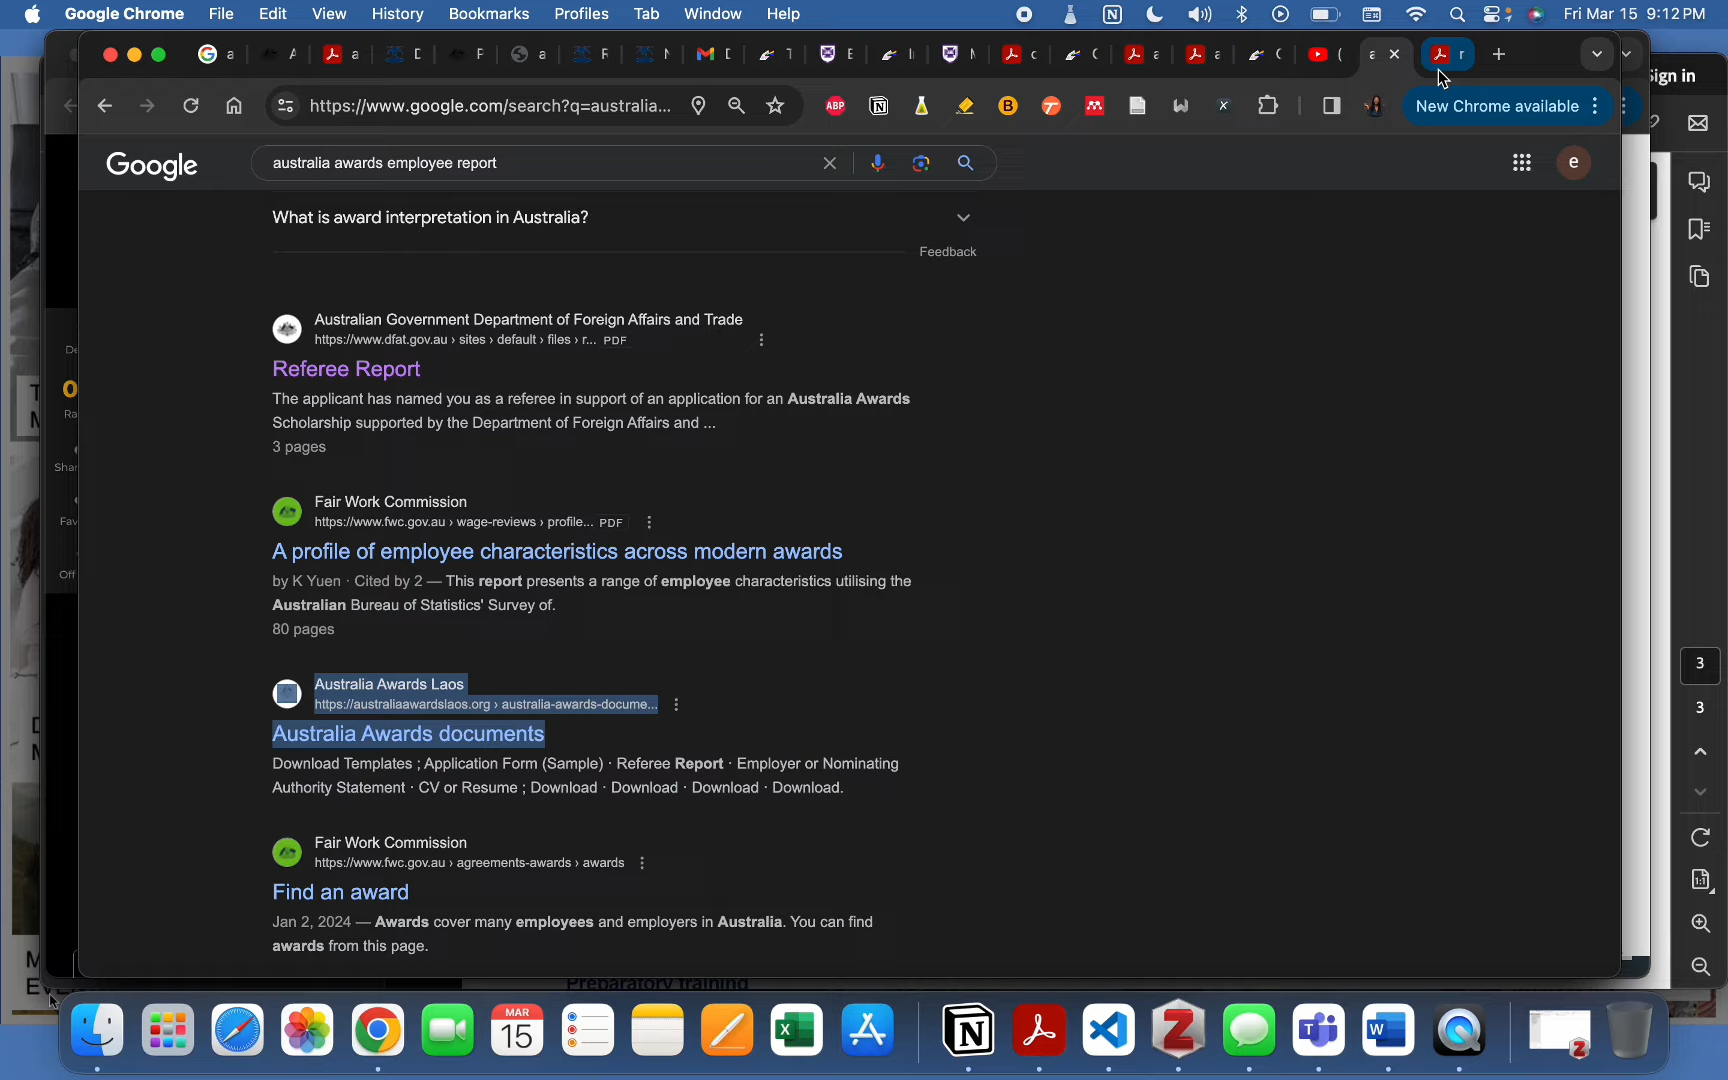 Google Chrome File Edit View History Bookmarks Profiles Tab Window Help Fri Mar 15 9:12 PM
New Chrome available
https://www.google.com/search?q=australia...
ABP
Google
australia awards employee report
e
What is award interpretation in Australia?
Feedback
Australian Government Department of Foreign Affairs and Trade
https://www.dfat.gov.au › sites › default › files › r... PDF
Referee Report
The applicant has named you as a referee in support of an application for an Australia Awards
Scholarship supported by the Department of Foreign Affairs and ...
3 pages
Fair Work Commission
https://www.fwc.gov.au › wage-reviews › profile... PDF
A profile of employee characteristics across modern awards
by K Yuen · Cited by 2 — This report presents a range of employee characteristics utilising the
Australian Bureau of Statistics' Survey of.
80 pages
Australia Awards Laos
https://australiaawardslaos.org › australia-awards-docume...
Australia Awards documents
Download Templates ; Application Form (Sample) · Referee Report · Employer or Nominating
Authority Statement · CV or Resume ; Download · Download · Download · Download.
Fair Work Commission
https://www.fwc.gov.au › agreements-awards › awards
Find an award
Jan 2, 2024 — Awards cover many employees and employers in Australia. You can find
awards from this page.
3
3
Preparatory training
MAR
15